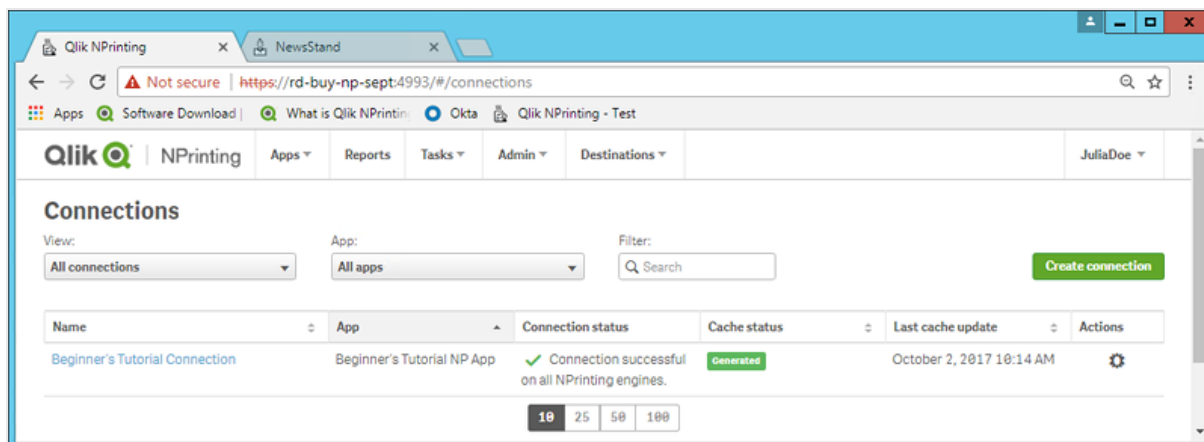 Qlik NPrinting
NewsStand
Not secure | https://rd-buy-np-sept:4993/#/connections
Apps Software Download | What is Qlik NPrintin Okta Qlik NPrinting - Test
Qlik NPrinting Apps Reports Tasks Admin Destinations JuliaDoe
Connections
View: App: Filter:
All connections All apps Search Create connection
Name App Connection status Cache status Last cache update Actions
Beginner's Tutorial Connection Beginner's Tutorial NP App Connection successful Generated October 2, 2017 10:14 AM
on all NPrinting engines.
10 25 50 100